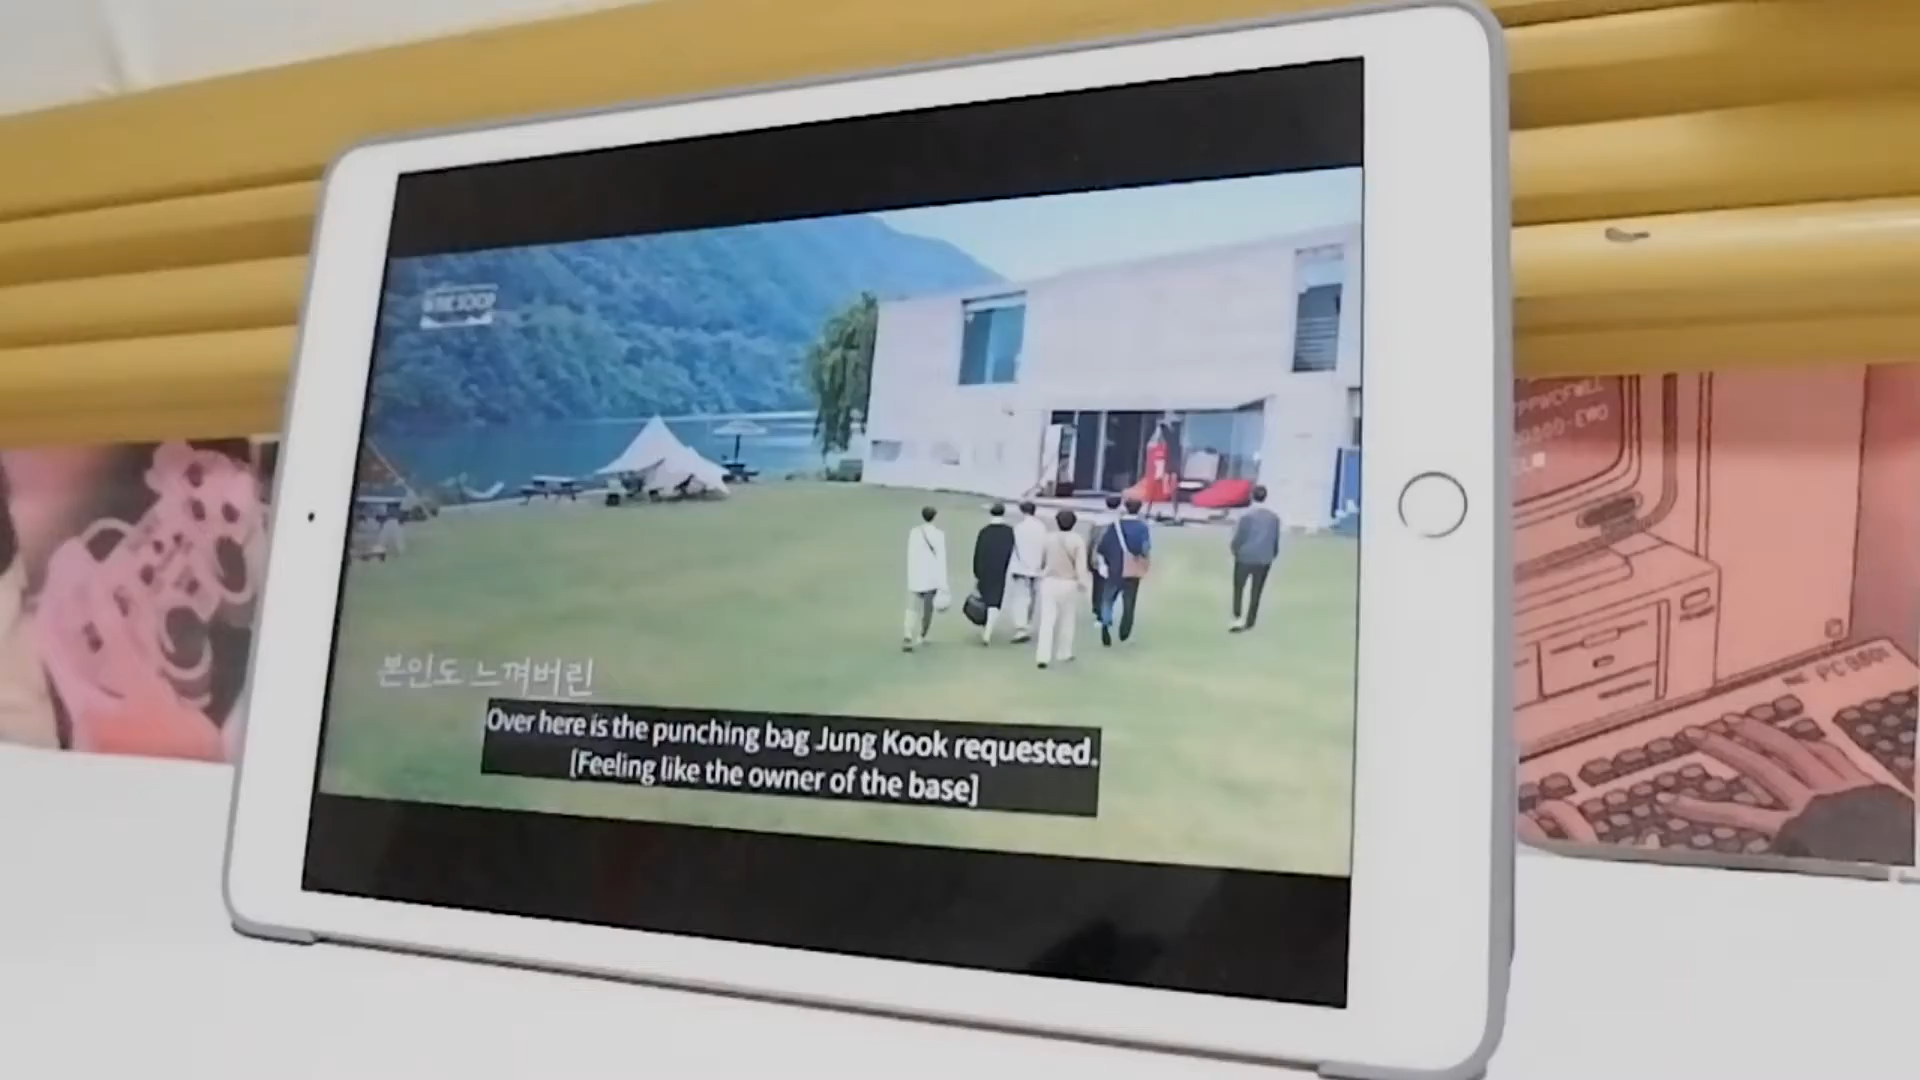 본인도 느껴버린
Over here is the punching bag Jung Kook requested.
[Feeling like the owner of the base]